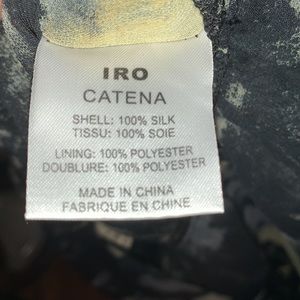 IRO
CATENA
SHELL: 100% SILK
TISSU: 100% SOIE
LINING: 100% POLYESTER
DOUBLURE: 100% POLYESTER
MADE IN CHINA
FABRIQUE EN CHINE